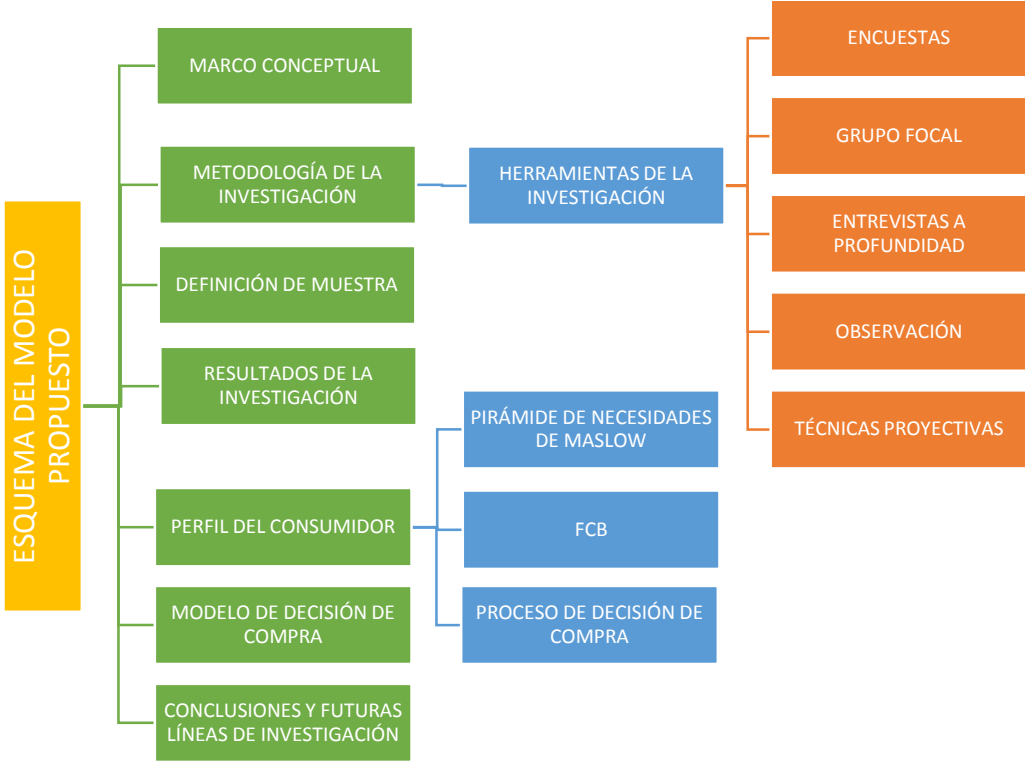 ESQUEMA DEL MODELO
PROPUESTO
MARCO CONCEPTUAL
METODOLOGÍA DE LA
INVESTIGACIÓN
HERRAMIENTAS DE LA
INVESTIGACIÓN
ENCUESTAS
GRUPO FOCAL
ENTREVISTAS A
PROFUNDIDAD
OBSERVACIÓN
TÉCNICAS PROYECTIVAS
DEFINICIÓN DE MUESTRA
RESULTADOS DE LA
INVESTIGACIÓN
PERFIL DEL CONSUMIDOR
PIRÁMIDE DE NECESIDADES
DE MASLOW
FCB
PROCESO DE DECISIÓN DE
COMPRA
MODELO DE DECISIÓN DE
COMPRA
CONCLUSIONES Y FUTURAS
LÍNEAS DE INVESTIGACIÓN